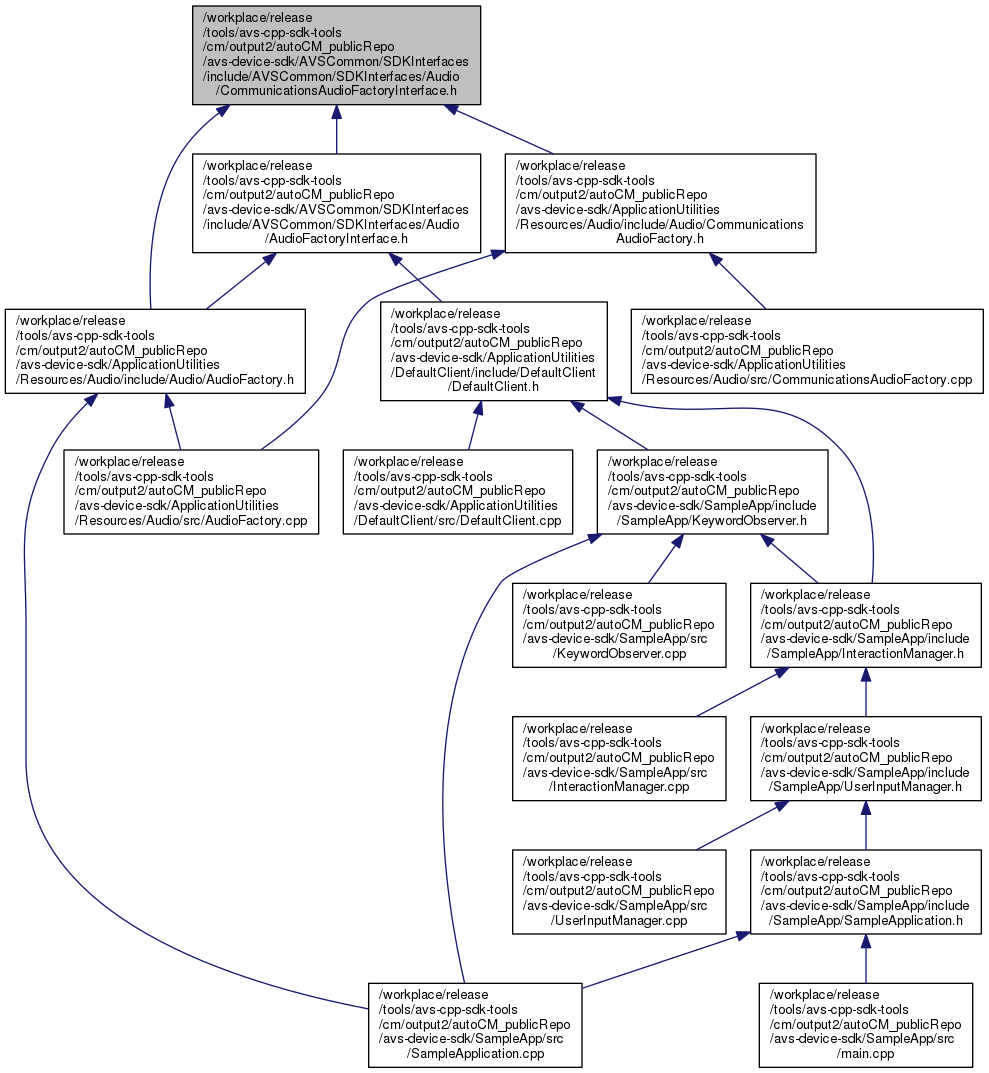 /workplace/release
/tools/avs-cpp-sdk-tools
/cm/output2/autoCM_publicRepo
/avs-device-sdk/AVSCommon/SDKInterfaces
/include/AVSCommon/SDKInterfaces/Audio
/CommunicationsAudioFactoryInterface.h
/workplace/release
/tools/avs-cpp-sdk-tools
/cm/output2/autoCM_publicRepo
/avs-device-sdk/AVSCommon/SDKInterfaces
/include/AVSCommon/SDKInterfaces/Audio
/AudioFactoryInterface.h
/workplace/release
/tools/avs-cpp-sdk-tools
/cm/output2/autoCM_publicRepo
/avs-device-sdk/ApplicationUtilities
/Resources/Audio/include/Audio/Communications
AudioFactory.h
/workplace/release
/tools/avs-cpp-sdk-tools
/cm/output2/autoCM_publicRepo
/avs-device-sdk/ApplicationUtilities
/Resources/Audio/include/Audio/AudioFactory.h
/workplace/release
/tools/avs-cpp-sdk-tools
/cm/output2/autoCM_publicRepo
/avs-device-sdk/ApplicationUtilities
/DefaultClient/include/DefaultClient
/DefaultClient.h
/workplace/release
/tools/avs-cpp-sdk-tools
/cm/output2/autoCM_publicRepo
/avs-device-sdk/ApplicationUtilities
/Resources/Audio/src/CommunicationsAudioFactory.cpp
/workplace/release
/tools/avs-cpp-sdk-tools
/cm/output2/autoCM_publicRepo
/avs-device-sdk/ApplicationUtilities
/Resources/Audio/src/AudioFactory.cpp
/workplace/release
/tools/avs-cpp-sdk-tools
/cm/output2/autoCM_publicRepo
/avs-device-sdk/ApplicationUtilities
/DefaultClient/src/DefaultClient.cpp
/workplace/release
/tools/avs-cpp-sdk-tools
/cm/output2/autoCM_publicRepo
/avs-device-sdk/SampleApp/include
/SampleApp/KeywordObserver.h
/workplace/release
/tools/avs-cpp-sdk-tools
/cm/output2/autoCM_publicRepo
/avs-device-sdk/SampleApp/src
/KeywordObserver.cpp
/workplace/release
/tools/avs-cpp-sdk-tools
/cm/output2/autoCM_publicRepo
/avs-device-sdk/SampleApp/include
/SampleApp/InteractionManager.h
/workplace/release
/tools/avs-cpp-sdk-tools
/cm/output2/autoCM_publicRepo
/avs-device-sdk/SampleApp/src
/InteractionManager.cpp
/workplace/release
/tools/avs-cpp-sdk-tools
/cm/output2/autoCM_publicRepo
/avs-device-sdk/SampleApp/include
/SampleApp/UserInputManager.h
/workplace/release
/tools/avs-cpp-sdk-tools
/cm/output2/autoCM_publicRepo
/avs-device-sdk/SampleApp/src
/UserInputManager.cpp
/workplace/release
/tools/avs-cpp-sdk-tools
/cm/output2/autoCM_publicRepo
/avs-device-sdk/SampleApp/include
/SampleApp/SampleApplication.h
/workplace/release
/tools/avs-cpp-sdk-tools
/cm/output2/autoCM_publicRepo
/avs-device-sdk/SampleApp/src
/SampleApplication.cpp
/workplace/release
/tools/avs-cpp-sdk-tools
/cm/output2/autoCM_publicRepo
/avs-device-sdk/SampleApp/src
/main.cpp